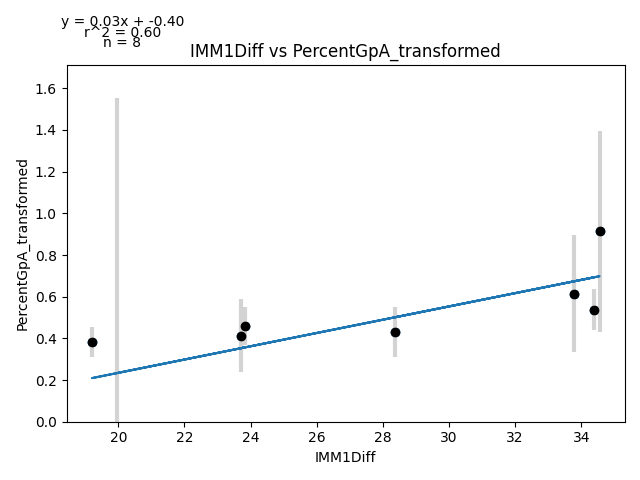 y = 0.03x + -0.40
r^2 = 0.60
n = 8
IMM1Diff vs PercentGpA_transformed
PercentGpA_transformed
1.6
1.4
1.2
1.0
0.8
0.6
0.4
0.2
0.0
20 22 24 26 28 30 32 34
IMM1Diff